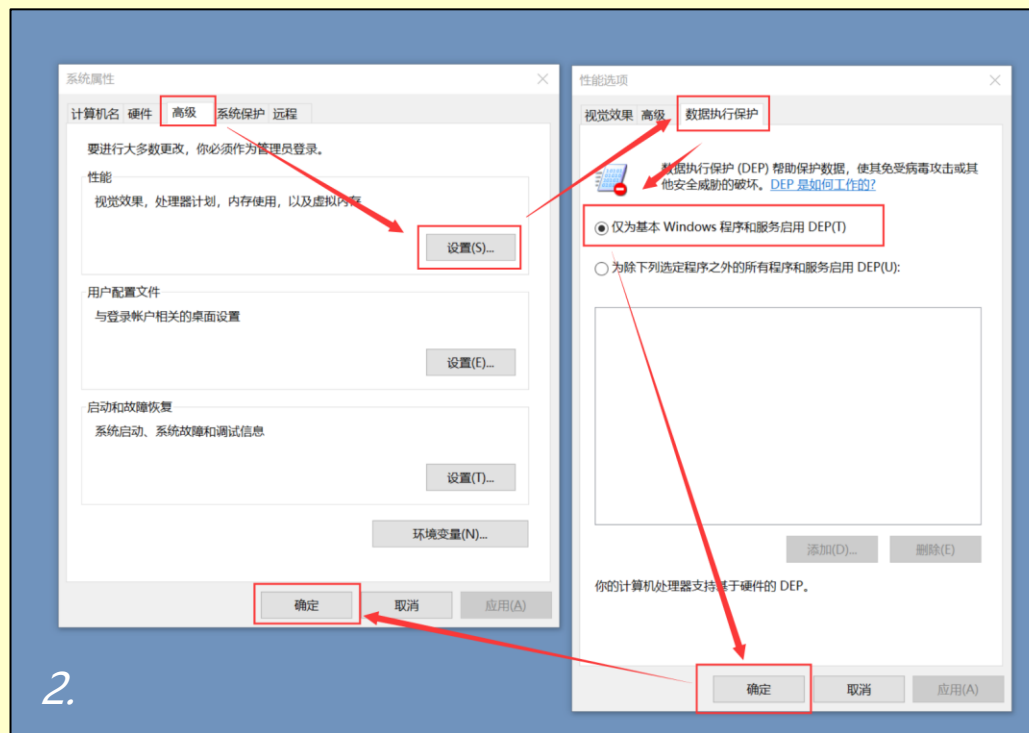 系统属性
计算机名 硬件 高级 系统保护 远程
要进行大多数更改，你必须作为管理员登录。
性能
视觉效果，处理器计划，内存使用，以及虚拟内存
设置(S)...
用户配置文件
与登录帐户相关的桌面设置
设置(E)...
启动和故障恢复
系统启动、系统故障和调试信息
设置(T)...
环境变量(N)...
确定 取消 应用(A)
性能选项
视觉效果 高级 数据执行保护
数据执行保护 (DEP) 帮助保护数据，使其免受病毒攻击或其
他安全威胁的破坏。DEP 是如何工作的?
仅为基本 Windows 程序和服务启用 DEP(T)
为除下列选定程序之外的所有程序和服务启用 DEP(U):
添加(D)... 删除(E)
你的计算机处理器支持基于硬件的 DEP。
确定 取消 应用(A)
2.